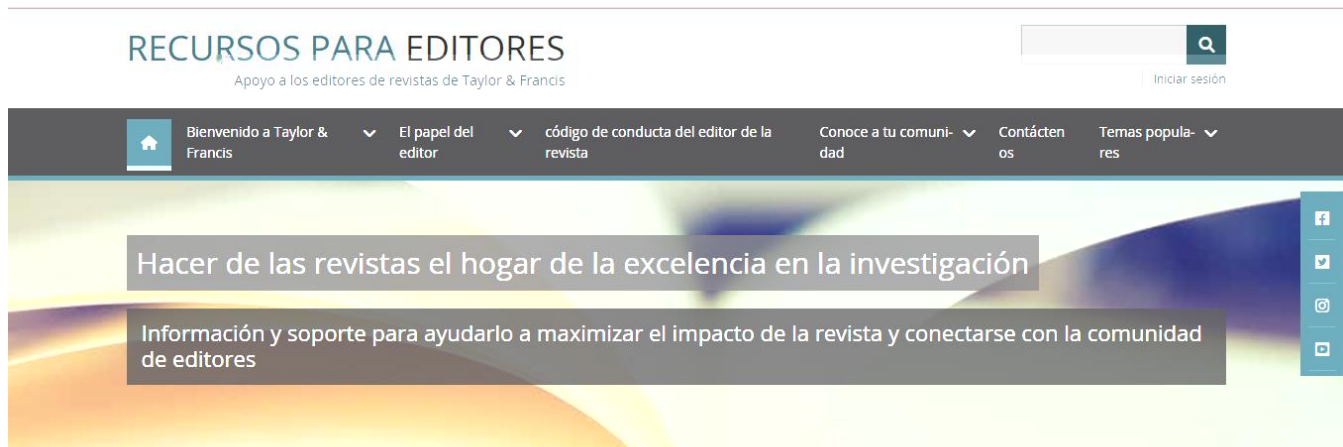 RECURSOS PARA EDITORES
Apoyo a los editores de revistas de Taylor & Francis
Iniciar sesión
Bienvenido a Taylor &
Francis
El papel del
editor
código de conducta del editor de la
revista
Conoce a tu comuni-
dad
Contácten
os
Temas popula-
res
Hacer de las revistas el hogar de la excelencia en la investigación
Información y soporte para ayudarlo a maximizar el impacto de la revista y conectarse con la comunidad
de editores